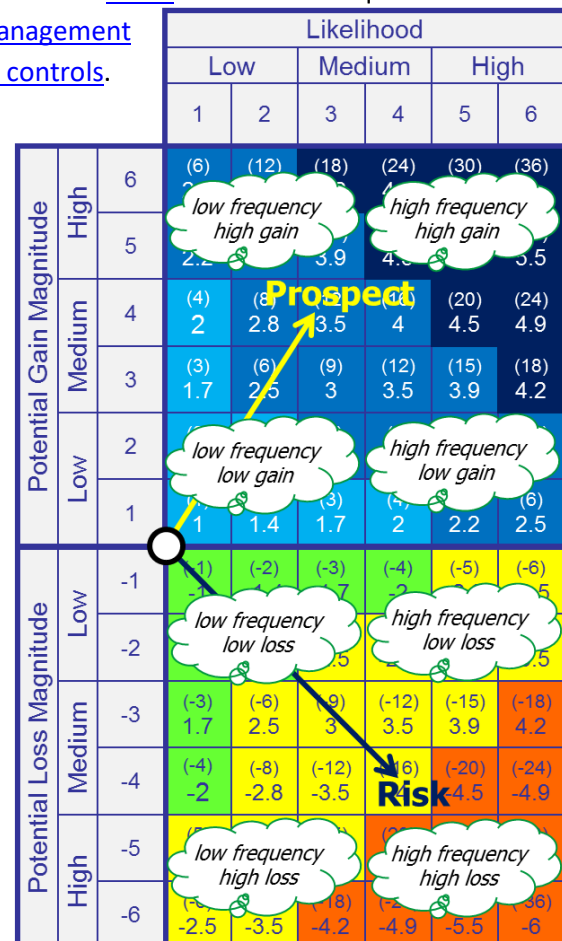 anagement
controls.
Likelihood
Low Medium High
1 2 3 4 5 6
Potential Gain Magnitude
High
6 (6) (12) (18) (24) (30) (36)
low frequency
high gain
high frequency
high gain
5 2.2 3.9 5.5
Prospect
Medium
4 (4) (8) (20) (24)
2 2.8 3.5 4 4.5 4.9
3 (3) (6) (9) (12) (15) (18)
1.7 2.5 3 3.5 3.9 4.2
Low
2
low frequency
low gain
high frequency
low gain
1 (3) (6)
1 1.4 1.7 2 2.2 2.5
Potential Loss Magnitude
Low
-1 (-1) (-2) (-3) (-4) (-5) (-6)
low frequency
low loss
high frequency
low loss
-2
Medium
-3 (-3) (-6) (-9) (-12) (-15) (-18)
1.7 2.5 3 3.5 3.9 4.2
-4 (-4) (-8) (-12) (-20) (-24)
-2 -2.8 -3.5 -4.5 -4.9
Risk
High
-5
low frequency
high loss
high frequency
high loss
-6
-2.5 -3.5 -4.2 -4.9 -5.5 -6